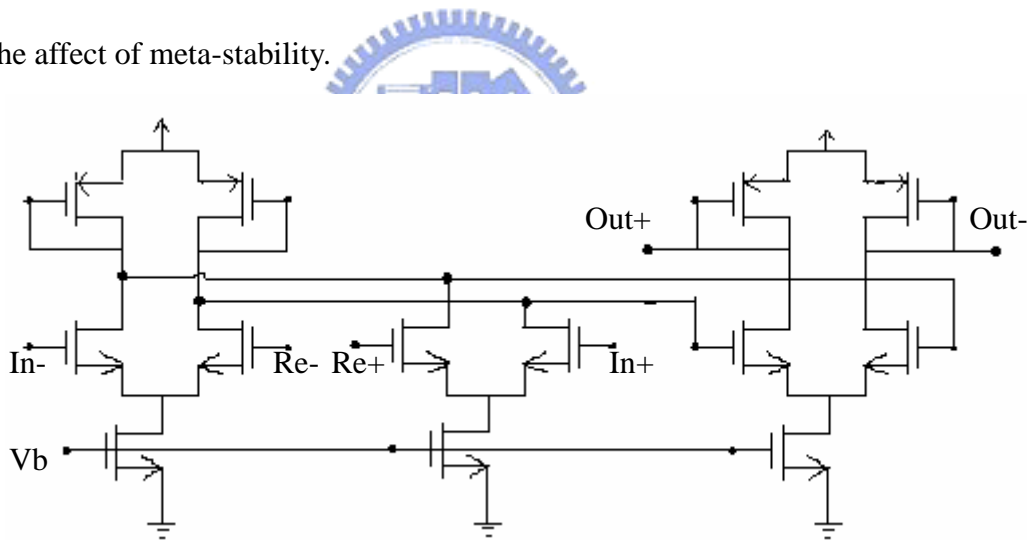 he affect of meta-stability.
Out+ Out-
In- Re- Re+ In+
Vb